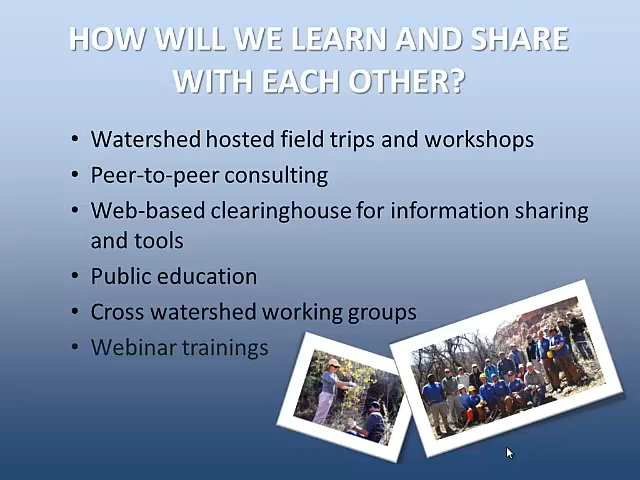 HOW WILL WE LEARN AND SHARE
WITH EACH OTHER?
• Watershed hosted field trips and workshops
• Peer-to-peer consulting
• Web-based clearinghouse for information sharing
and tools
• Public education
• Cross watershed working groups
• Webinar trainings